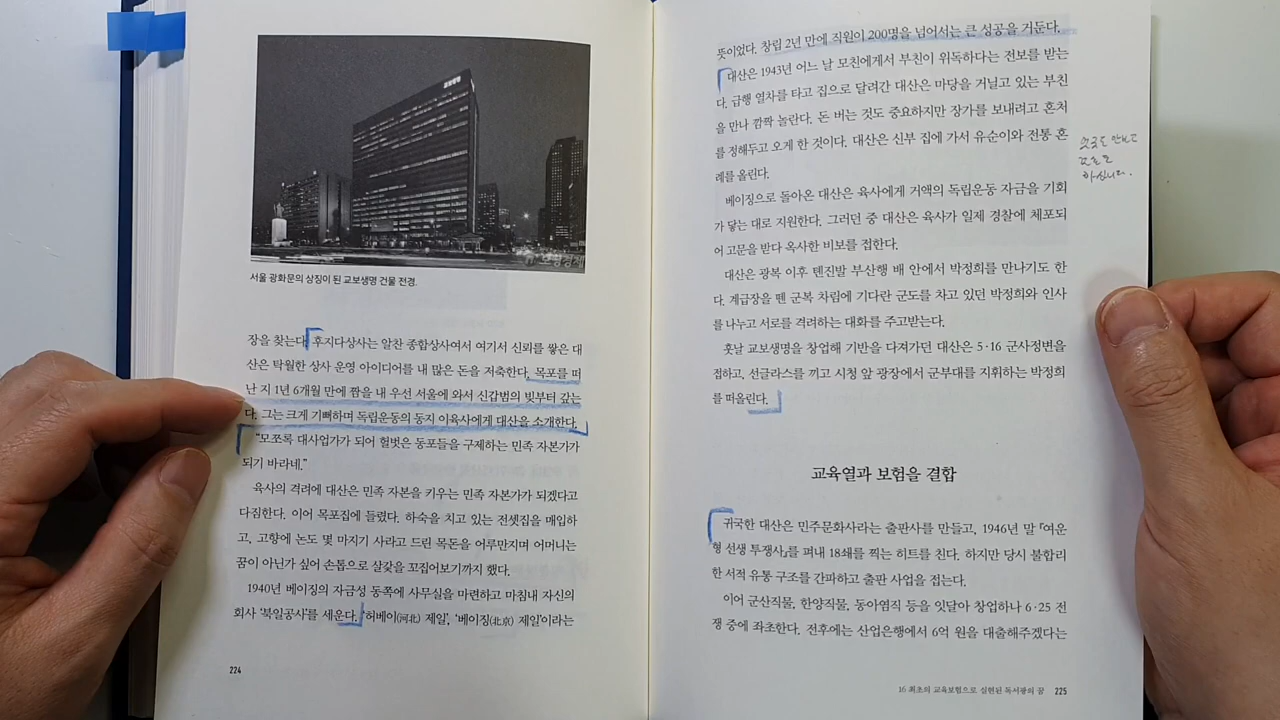 서울 광화문의 상징이 된 교보생명 건물 전경.
장을 찾는다. 후지다상사는 알찬 종합상사여서 여기서 신뢰를 쌓은 대
산은 탁월한 상사 운영 아이디어를 내 많은 돈을 저축한다. 목포를 떠
난 지 1년 6개월 만에 짬을 내 우선 서울에 와서 신갑범의 빚부터 갚는
다. 그는 크게 기뻐하며 독립운동의 동지 이육사에게 대산을 소개한다.
“모쪼록 대사업가가 되어 헐벗은 동포들을 구제하는 민족 자본가가
되기 바라네.”
육사의 격려에 대산은 민족 자본을 키우는 민족 자본가가 되겠다고
다짐한다. 이어 목포집에 들렀다. 하숙을 치고 있는 전셋집을 매입하
고, 고향에 논도 몇 마지기 사라고 드린 목돈을 어루만지며 어머니는
꿈이 아닌가 싶어 손톱으로 살갗을 꼬집어보기까지 했다.
1940년 베이징의 자금성 동쪽에 사무실을 마련하고 마침내 자신의
회사 ‘북일공사’를 세운다. ‘허베이(河北) 제일’, ‘베이징(北京) 제일’이라는
224
뜻이었다. 창립 2년 만에 직원이 200명을 넘어서는 큰 성공을 거둔다.
대산은 1943년 어느 날 모친에게서 부친이 위독하다는 전보를 받는
다. 급행 열차를 타고 집으로 달려간 대산은 마당을 거닐고 있는 부친
을 만나 깜짝 놀란다. 돈 버는 것도 중요하지만 장가를 보내려고 혼처
를 정해두고 오게 한 것이다. 대산은 신부 집에 가서 유순이와 전통 혼
례를 올린다.
베이징으로 돌아온 대산은 육사에게 거액의 독립운동 자금을 기회
가 닿는 대로 지원한다. 그러던 중 대산은 육사가 일제 경찰에 체포되
어 고문을 받다 옥사한 비보를 접한다.
대산은 광복 이후 톈진발 부산행 배 안에서 박정희를 만나기도 한
다. 계급장을 뗀 군복 차림에 기다란 군도를 차고 있던 박정희와 인사
를 나누고 서로를 격려하는 대화를 주고받는다.
훗날 교보생명을 창업해 기반을 다져가던 대산은 5·16 군사정변을
접하고, 선글라스를 끼고 시청 앞 광장에서 군부대를 지휘하는 박정희
를 떠올린다.
교육열과 보험을 결합
귀국한 대산은 민주문화사라는 출판사를 만들고, 1946년 말 『여운
형 선생 투쟁사』를 펴내 18쇄를 찍는 히트를 친다. 하지만 당시 불합리
한 서적 유통 구조를 간파하고 출판 사업을 접는다.
이어 군산직물, 한양직물, 동아염직 등을 잇달아 창업하나 6·25 전
쟁 중에 좌초한다. 전후에는 산업은행에서 6억 원을 대출해주겠다는
16 최초의 교육보험으로 실현된 독서광의 꿈 225